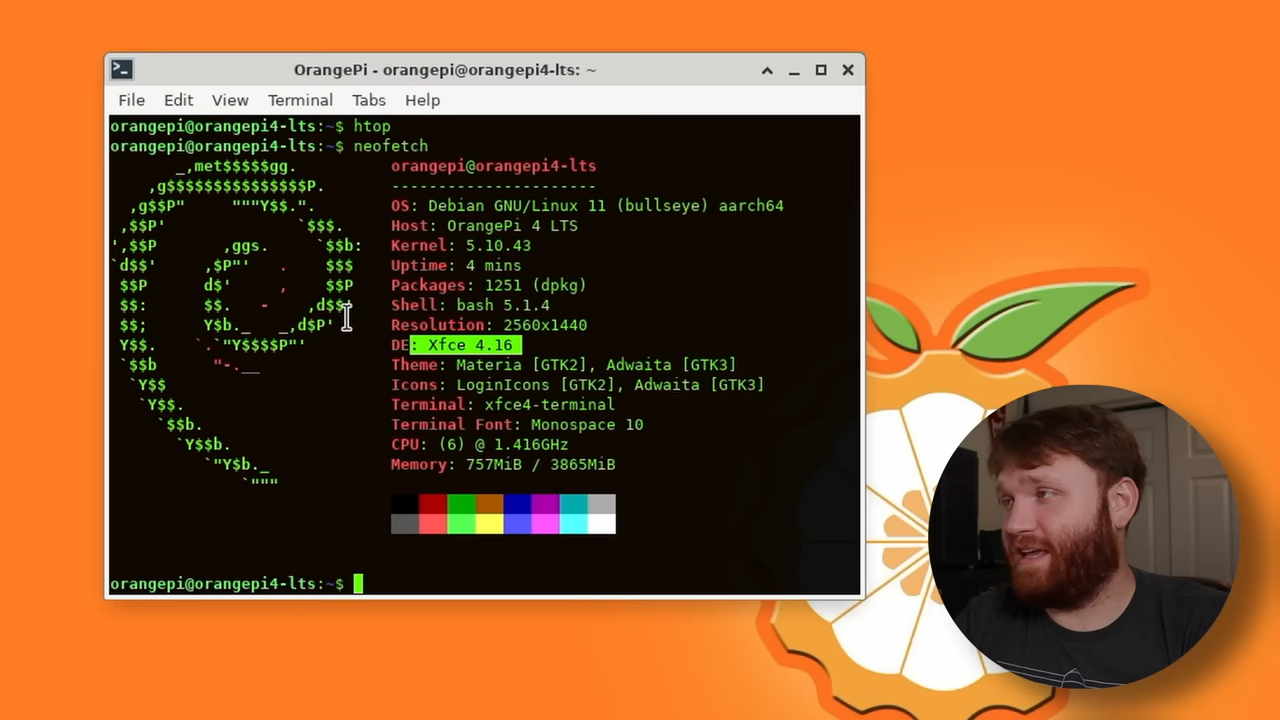 OrangePi - orangepi@orangepi4-lts: ~
File Edit View Terminal Tabs Help
orangepi@orangepi4-lts:~$ htop
orangepi@orangepi4-lts:~$ neofetch
_,met$$$$$gg. orangepi@orangepi4-lts
,g$$$$$$$$$$$$$$$P. ----------------------
,g$$P" """Y$$.". OS: Debian GNU/Linux 11 (bullseye) aarch64
,$$P' `$$$. Host: OrangePi 4 LTS
',$$P ,ggs. `$$b: Kernel: 5.10.43
`d$$' ,$P"' . $$$ Uptime: 4 mins
$$P d$' , $$P Packages: 1251 (dpkg)
$$: $$. - ,d$$' Shell: bash 5.1.4
$$; Y$b._ _,d$P' Resolution: 2560x1440
Y$$. `.`"Y$$$$P"' DE: Xfce 4.16
`$$b "-.__ Theme: Materia [GTK2], Adwaita [GTK3]
`Y$$ Icons: LoginIcons [GTK2], Adwaita [GTK3]
`Y$$. Terminal: xfce4-terminal
`$$b. Terminal Font: Monospace 10
`Y$$b. CPU: (6) @ 1.416GHz
`"Y$b._ Memory: 757MiB / 3865MiB
`"""
orangepi@orangepi4-lts:~$